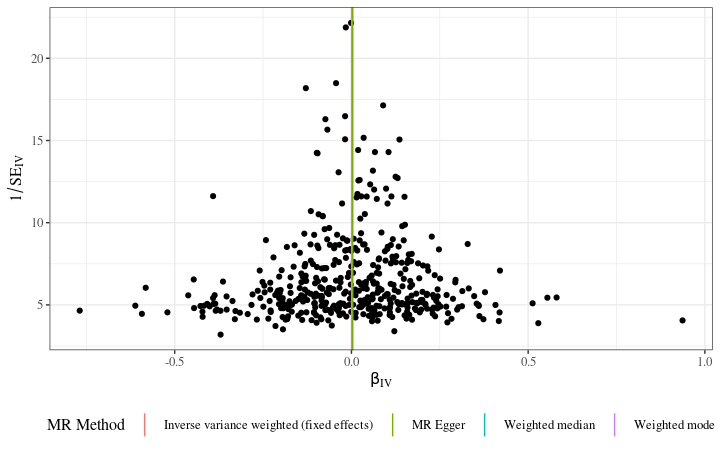 20
15
10
5
1/SE_IV
-0.5 0.0 0.5 1.0
β_IV
MR Method Inverse variance weighted (fixed effects) MR Egger Weighted median Weighted mode